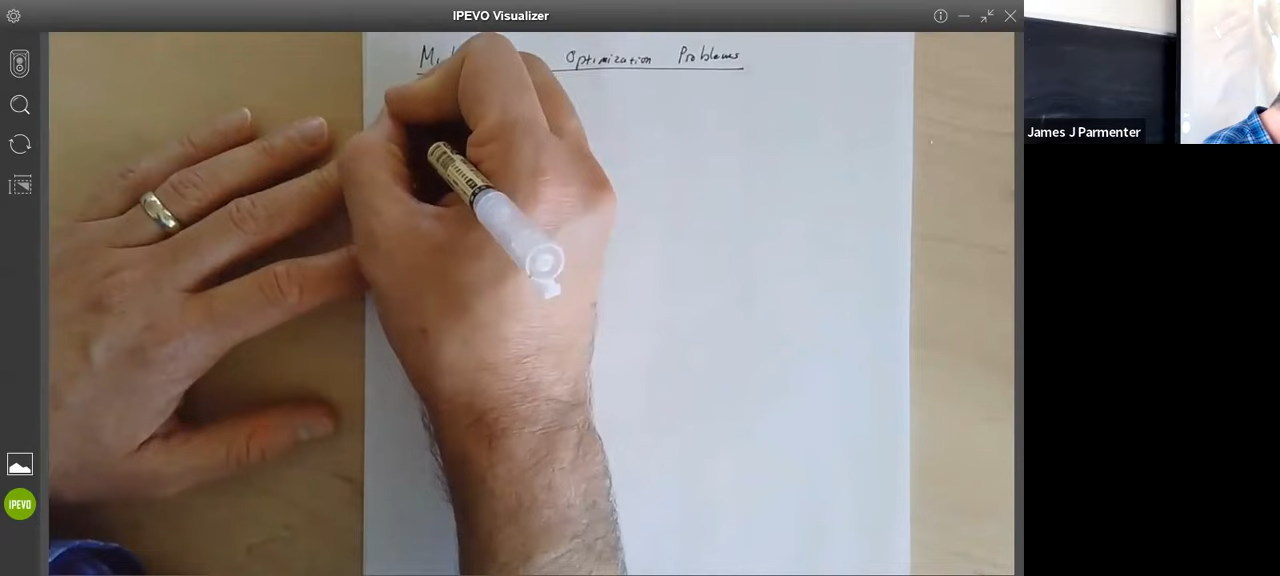 IPEVO Visualizer
Optimization Problems
James J Parmenter
IPEVO